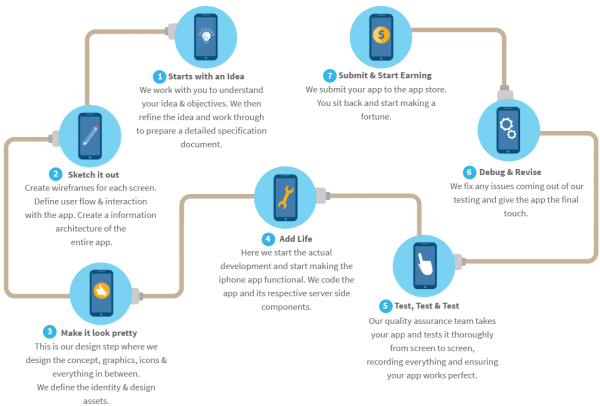 1 Starts with an Idea
We work with you to understand
your idea & objectives. We then
refine the idea and work through
to prepare a detailed specification
document.
2 Sketch it out
Create wireframes for each screen.
Define user flow & interaction
with the app. Create a information
architecture of the
entire app.
3 Make it look pretty
This is our design step where we
design the concept, graphics, icons &
everything in between.
We define the identity & design
assets.
4 Add Life
Here we start the actual
development and start making the
iphone app functional. We code the
app and its respective server side
components.
5 Test, Test & Test
Our quality assurance team takes
your app and tests it thoroughly
from screen to screen,
recording everything and ensuring
your app works perfect.
6 Debug & Revise
We fix any issues coming out of our
testing and give the app the final
touch.
$
7 Submit & Start Earning
We submit your app to the app store.
You sit back and start making a
fortune.